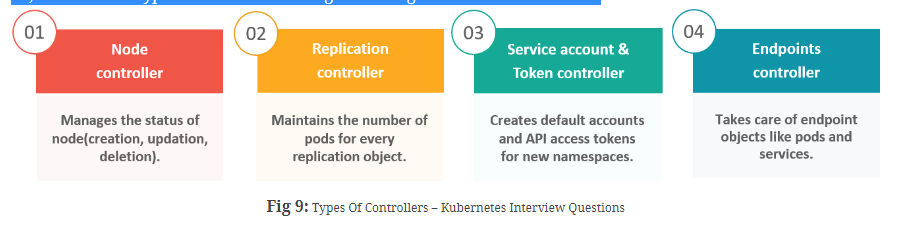 01
Node
controller
Manages the status of
node(creation, updation,
deletion).
02
Replication
controller
Maintains the number of
pods for every
replication object.
03
Service account &
Token controller
Creates default accounts
and API access tokens
for new namespaces.
04
Endpoints
controller
Takes care of endpoint
objects like pods and
services.
Fig 9: Types Of Controllers – Kubernetes Interview Questions